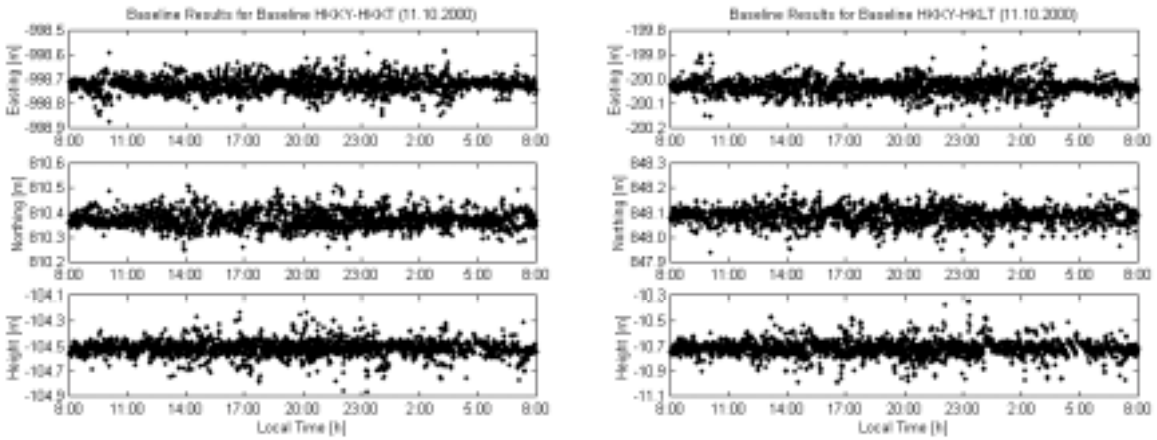 Baseline Results for Baseline HKKY-HKKT (11.10.2000)
-998.5
-998.6
-998.7
-998.8
-998.9
Easting [m]
8:00 11:00 14:00 17:00 20:00 23:00 2:00 5:00 8:00
810.6
810.5
810.4
810.3
810.2
Northing [m]
8:00 11:00 14:00 17:00 20:00 23:00 2:00 5:00 8:00
-104.1
-104.3
-104.5
-104.7
-104.9
Height [m]
8:00 11:00 14:00 17:00 20:00 23:00 2:00 5:00 8:00
Local Time [h]
Baseline Results for Baseline HKKY-HKLT (11.10.2000)
-199.8
-199.9
-200.0
-200.1
-200.2
Easting [m]
8:00 11:00 14:00 17:00 20:00 23:00 2:00 5:00 8:00
848.3
848.2
848.1
848.0
847.9
Northing [m]
8:00 11:00 14:00 17:00 20:00 23:00 2:00 5:00 8:00
-10.3
-10.5
-10.7
-10.9
-11.1
Height [m]
8:00 11:00 14:00 17:00 20:00 23:00 2:00 5:00 8:00
Local Time [h]